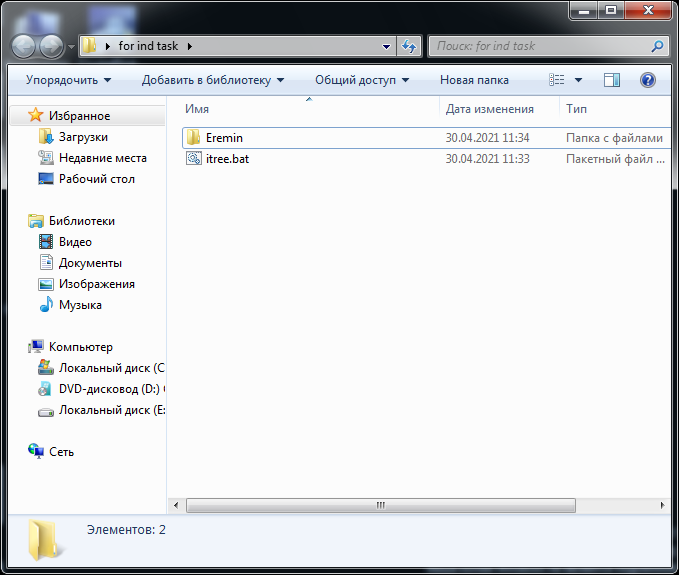 for ind task
Поиск: for ind task
Упорядочить
Добавить в библиотеку
Общий доступ
Новая папка
Имя
Дата изменения
Тип
Избранное
Загрузки
Недавние места
Рабочий стол
Библиотеки
Видео
Документы
Изображения
Музыка
Компьютер
Локальный диск (C
DVD-дисковод (D:)
Локальный диск (E:
Сеть
Eremin
30.04.2021 11:34
Папка с файлами
itree.bat
30.04.2021 11:33
Пакетный файл ...
Элементов: 2